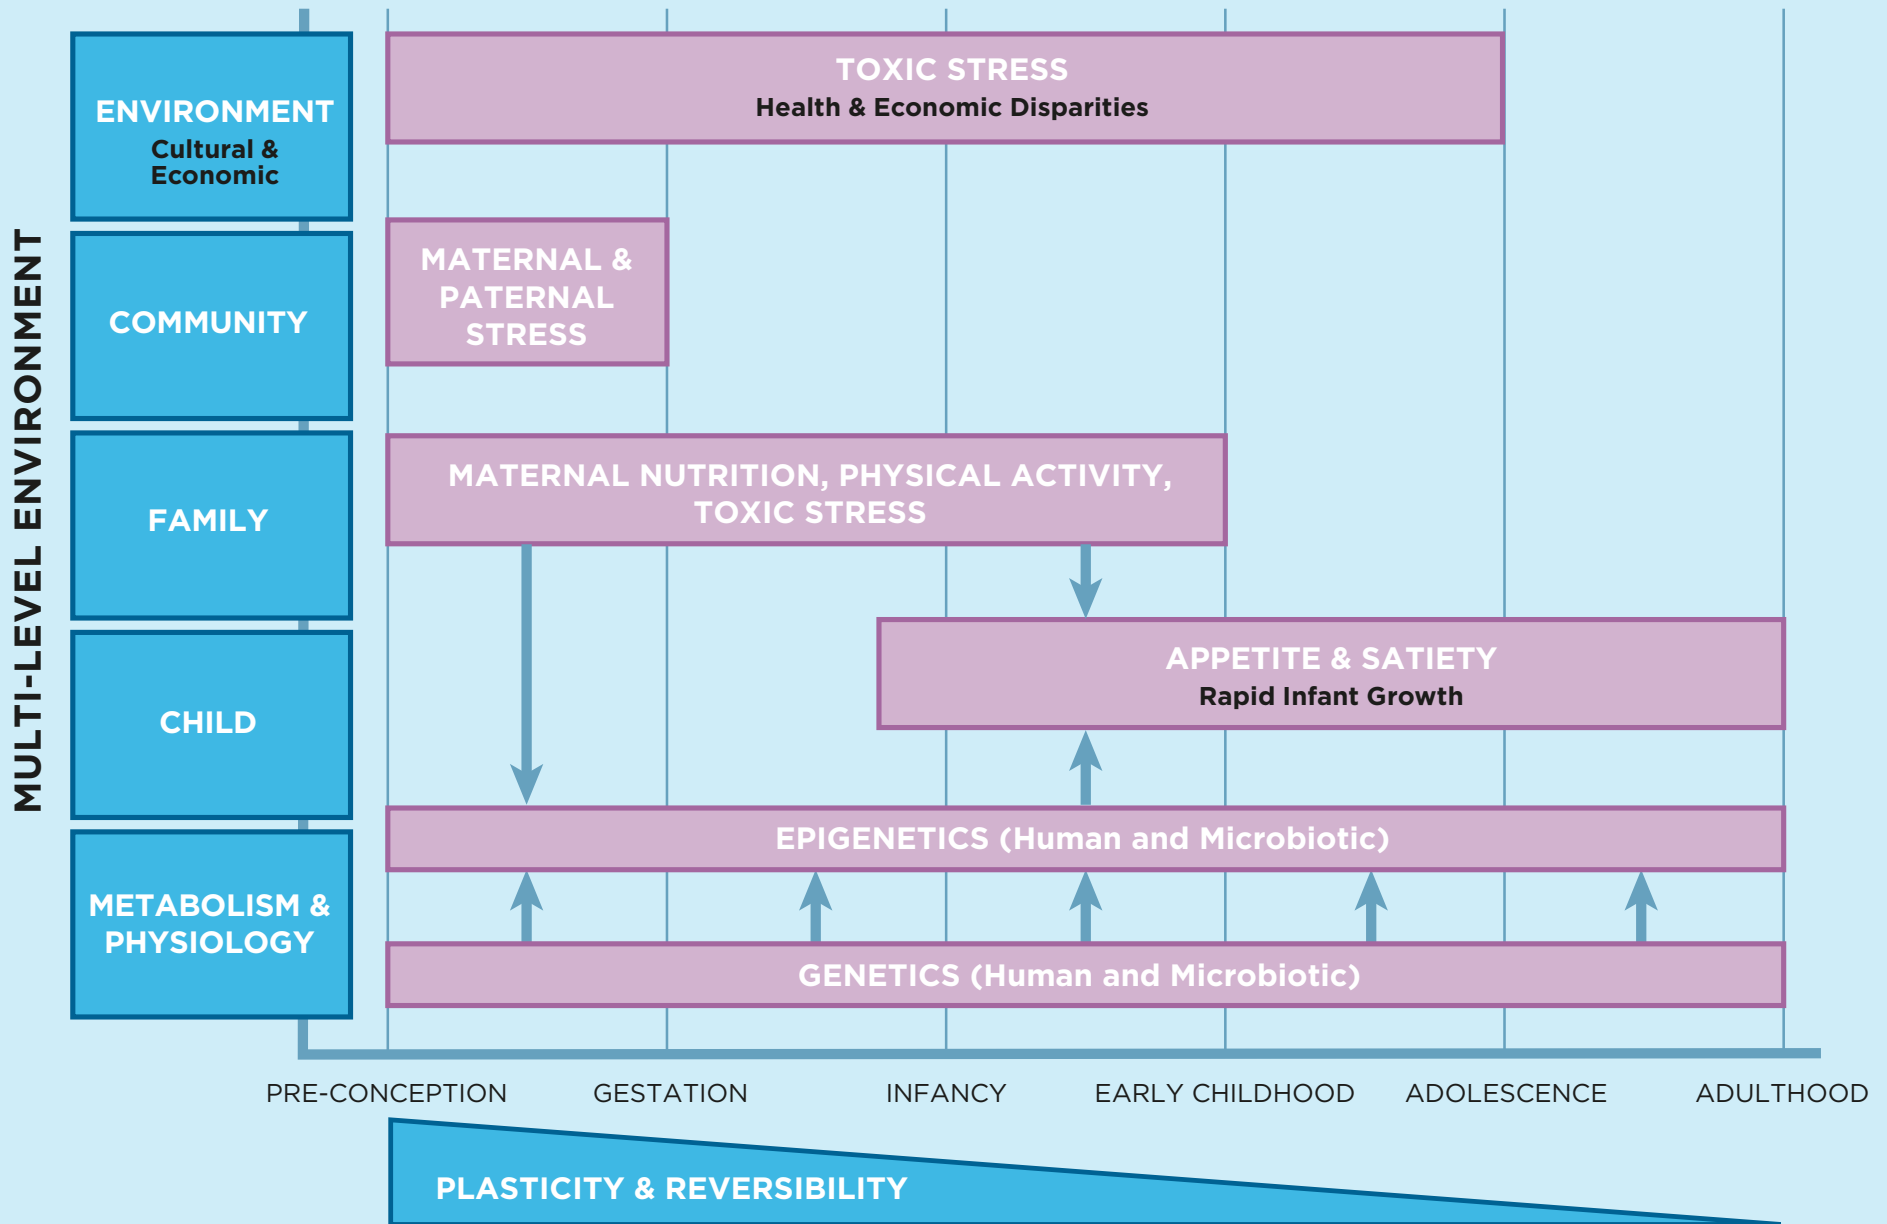 MULTI-LEVEL ENVIRONMENT
ENVIRONMENT
Cultural &
Economic
TOXIC STRESS
Health & Economic Disparities
COMMUNITY
MATERNAL &
PATERNAL
STRESS
FAMILY
MATERNAL NUTRITION, PHYSICAL ACTIVITY,
TOXIC STRESS
CHILD
APPETITE & SATIETY
Rapid Infant Growth
METABOLISM &
PHYSIOLOGY
EPIGENETICS (Human and Microbiotic)
GENETICS (Human and Microbiotic)
PRE-CONCEPTION
GESTATION
INFANCY
EARLY CHILDHOOD
ADOLESCENCE
ADULTHOOD
PLASTICITY & REVERSIBILITY